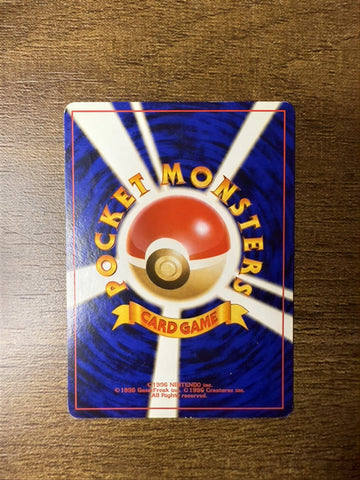 POCKET MONSTERS
CARD GAME
©1996 NINTENDO inc.
©1996 Game Freak inc. ©1996 Creatures inc.
All Rights reserved.